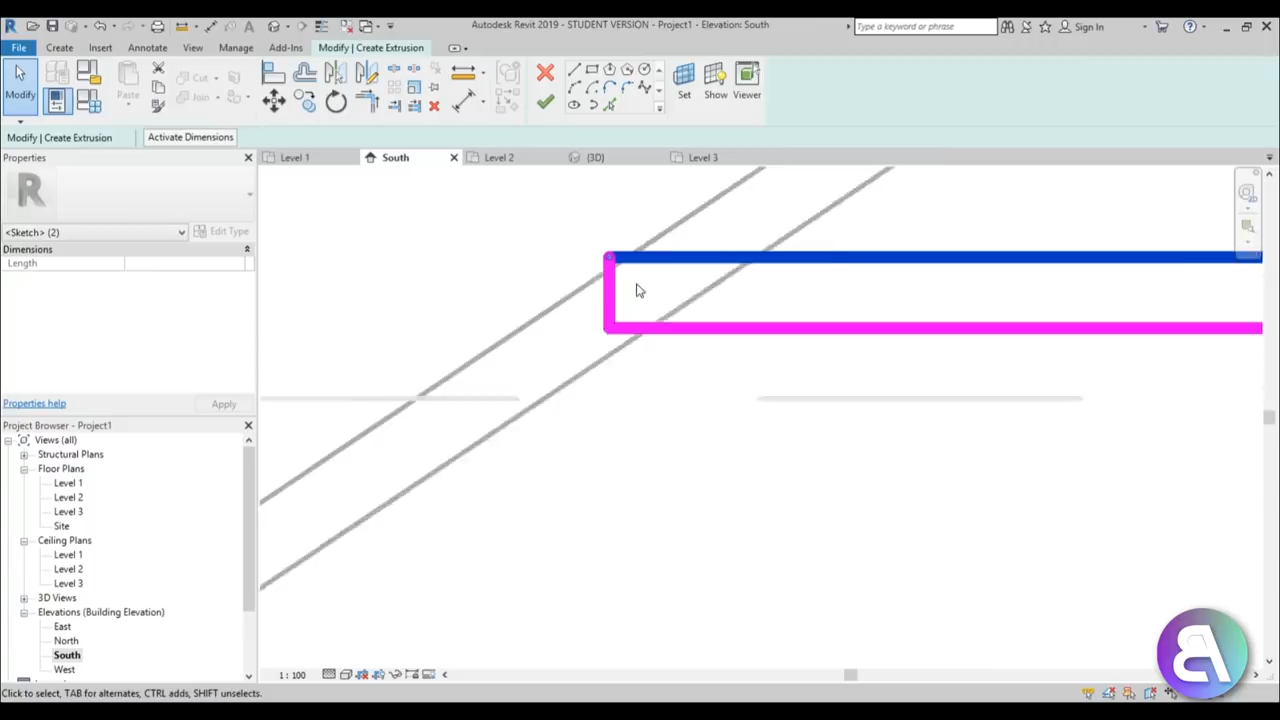 Autodesk Revit 2019 - STUDENT VERSION - Project1 - Elevation: South
Type a keyword or phrase
Sign In
File Create Insert Annotate View Manage Add-Ins Modify | Create Extrusion
Modify
Paste
Cut
Join
Set
Show
Viewer
Modify | Create Extrusion
Activate Dimensions
Properties
Level 1
South
Level 2
(3D)
Level 3
R
<Sketch> (2)
Edit Type
Dimensions
Length
Properties help
Apply
Project Browser - Project1
Views (all)
Structural Plans
Floor Plans
Level 1
Level 2
Level 3
Site
Ceiling Plans
Level 1
Level 2
Level 3
3D Views
Elevations (Building Elevation)
East
North
South
West
1 : 100
Click to select, TAB for alternates, CTRL adds, SHIFT unselects.